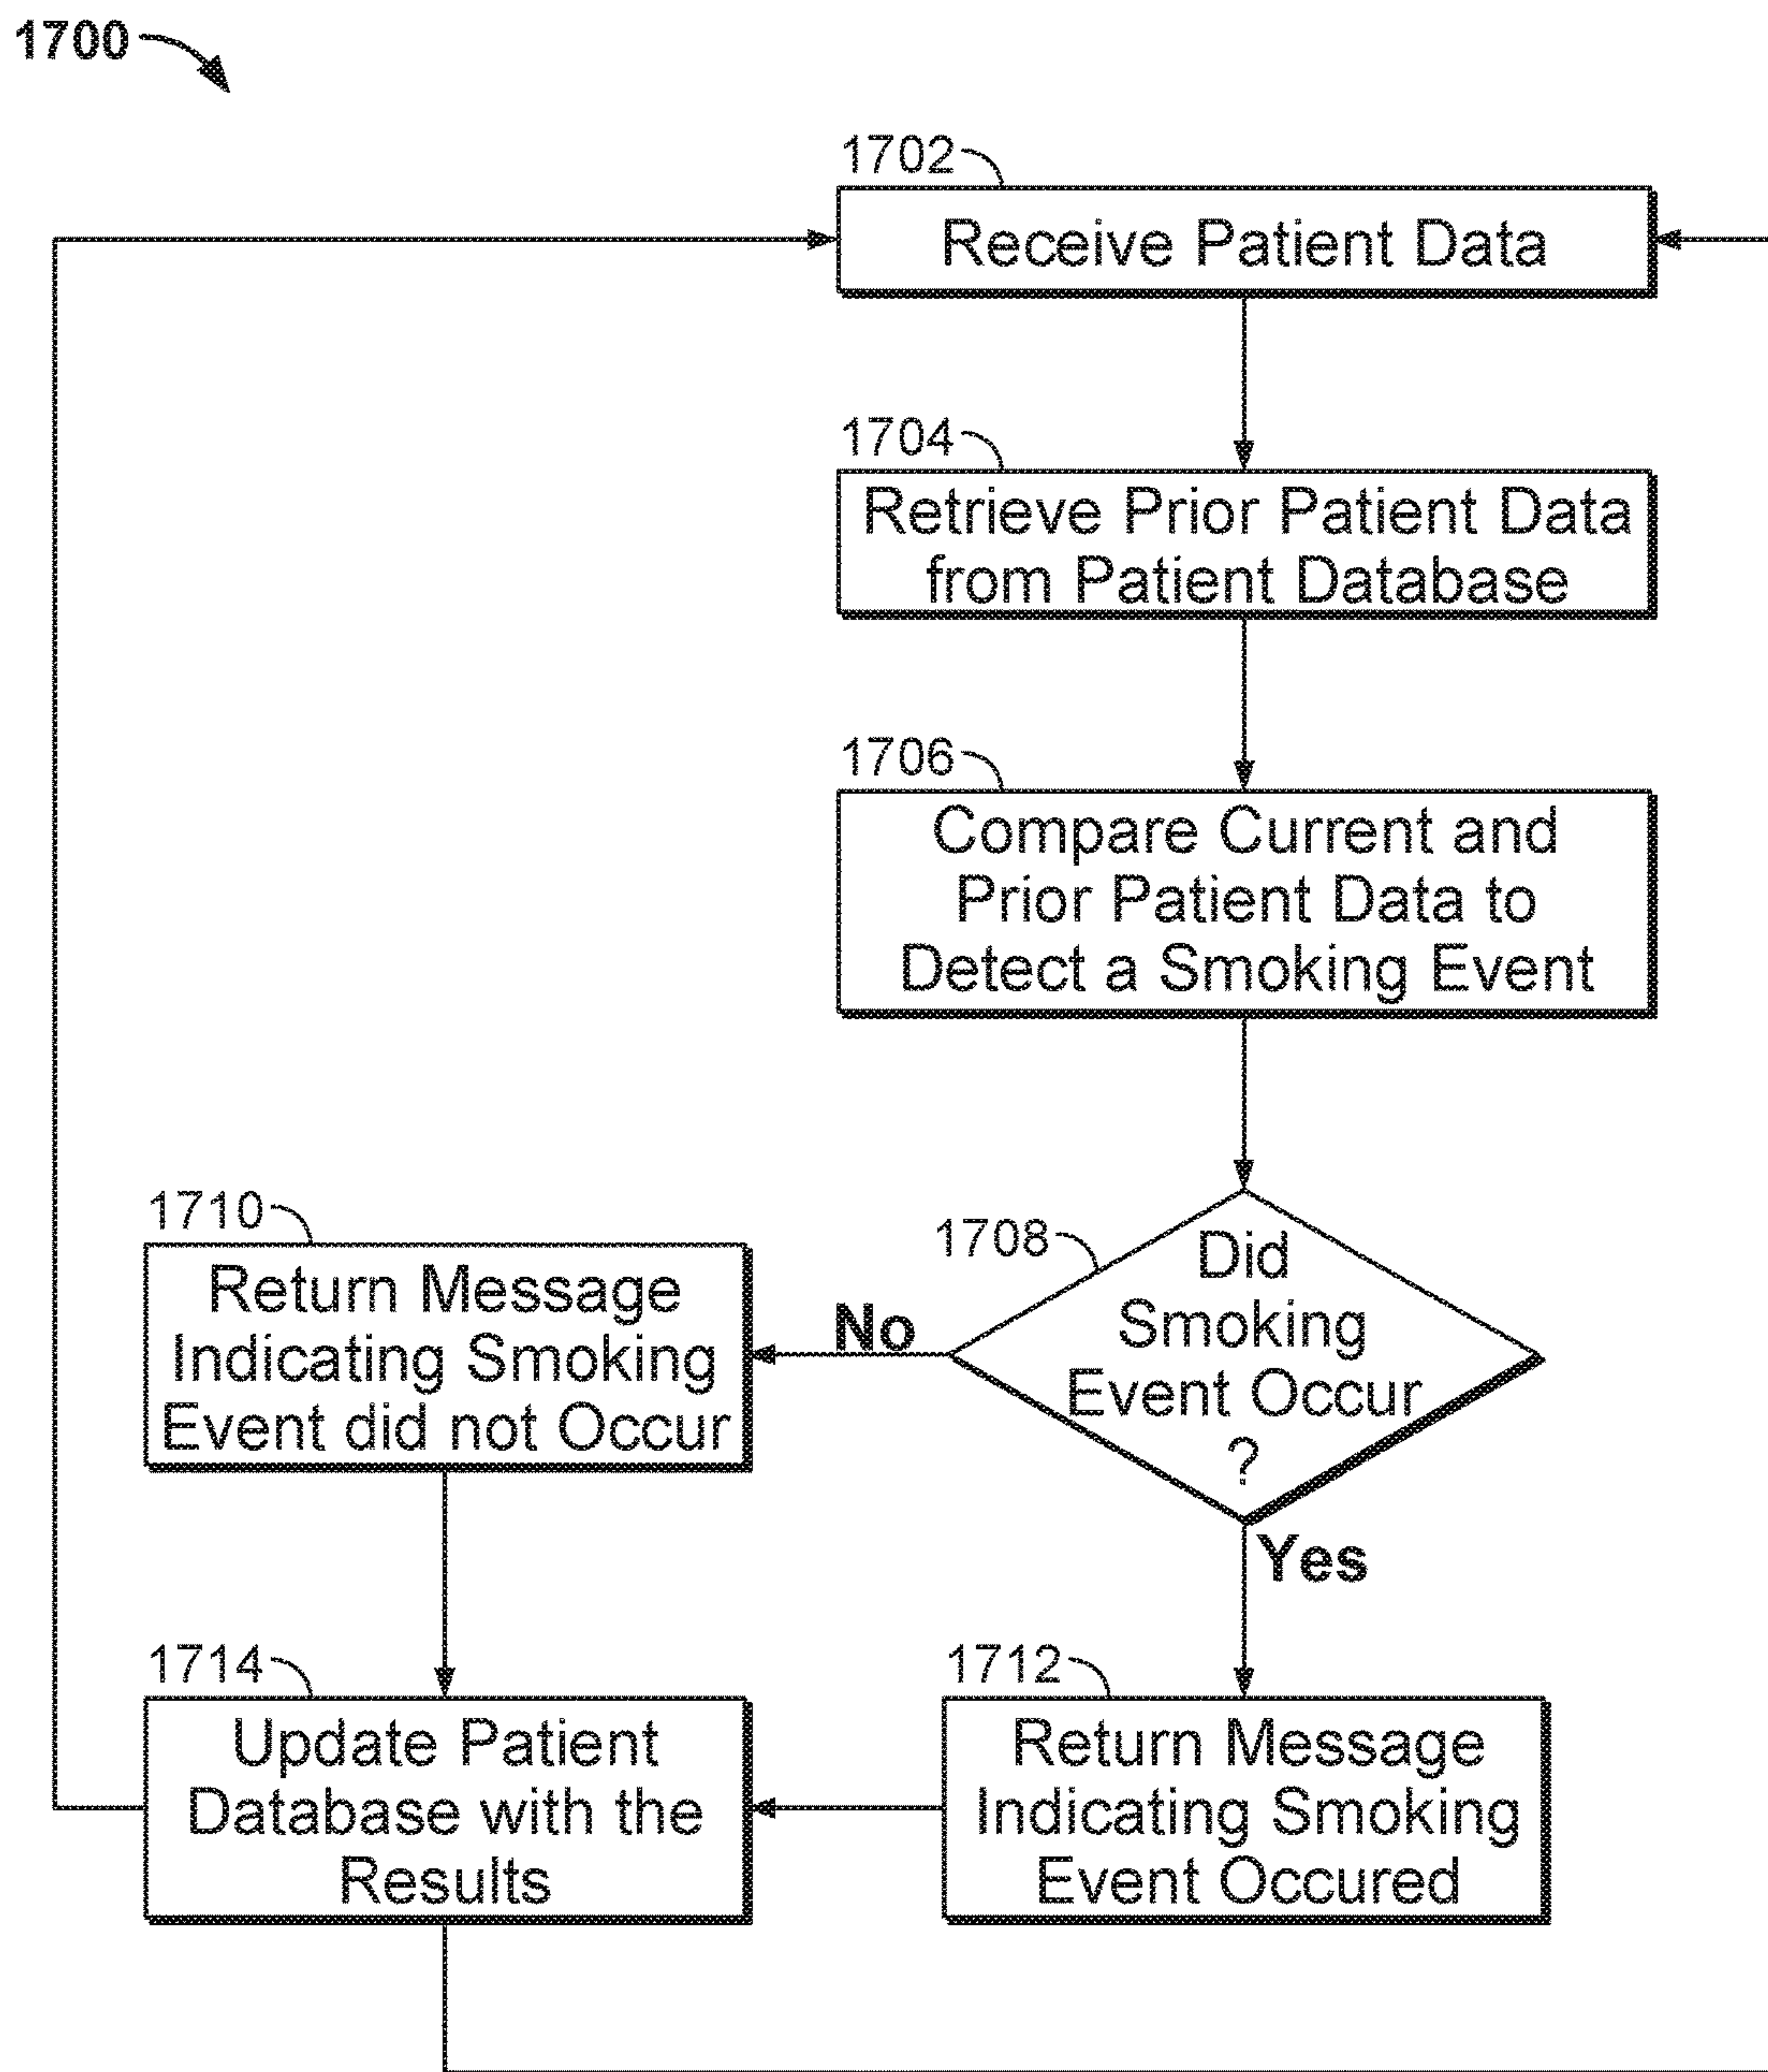 1700
1702
Receive Patient Data
1704
Retrieve Prior Patient Data
from Patient Database
1706
Compare Current and
Prior Patient Data to
Detect a Smoking Event
1708
Did
Smoking
Event Occur
?
No
Yes
1710
Return Message
Indicating Smoking
Event did not Occur
1712
Return Message
Indicating Smoking
Event Occured
1714
Update Patient
Database with the
Results